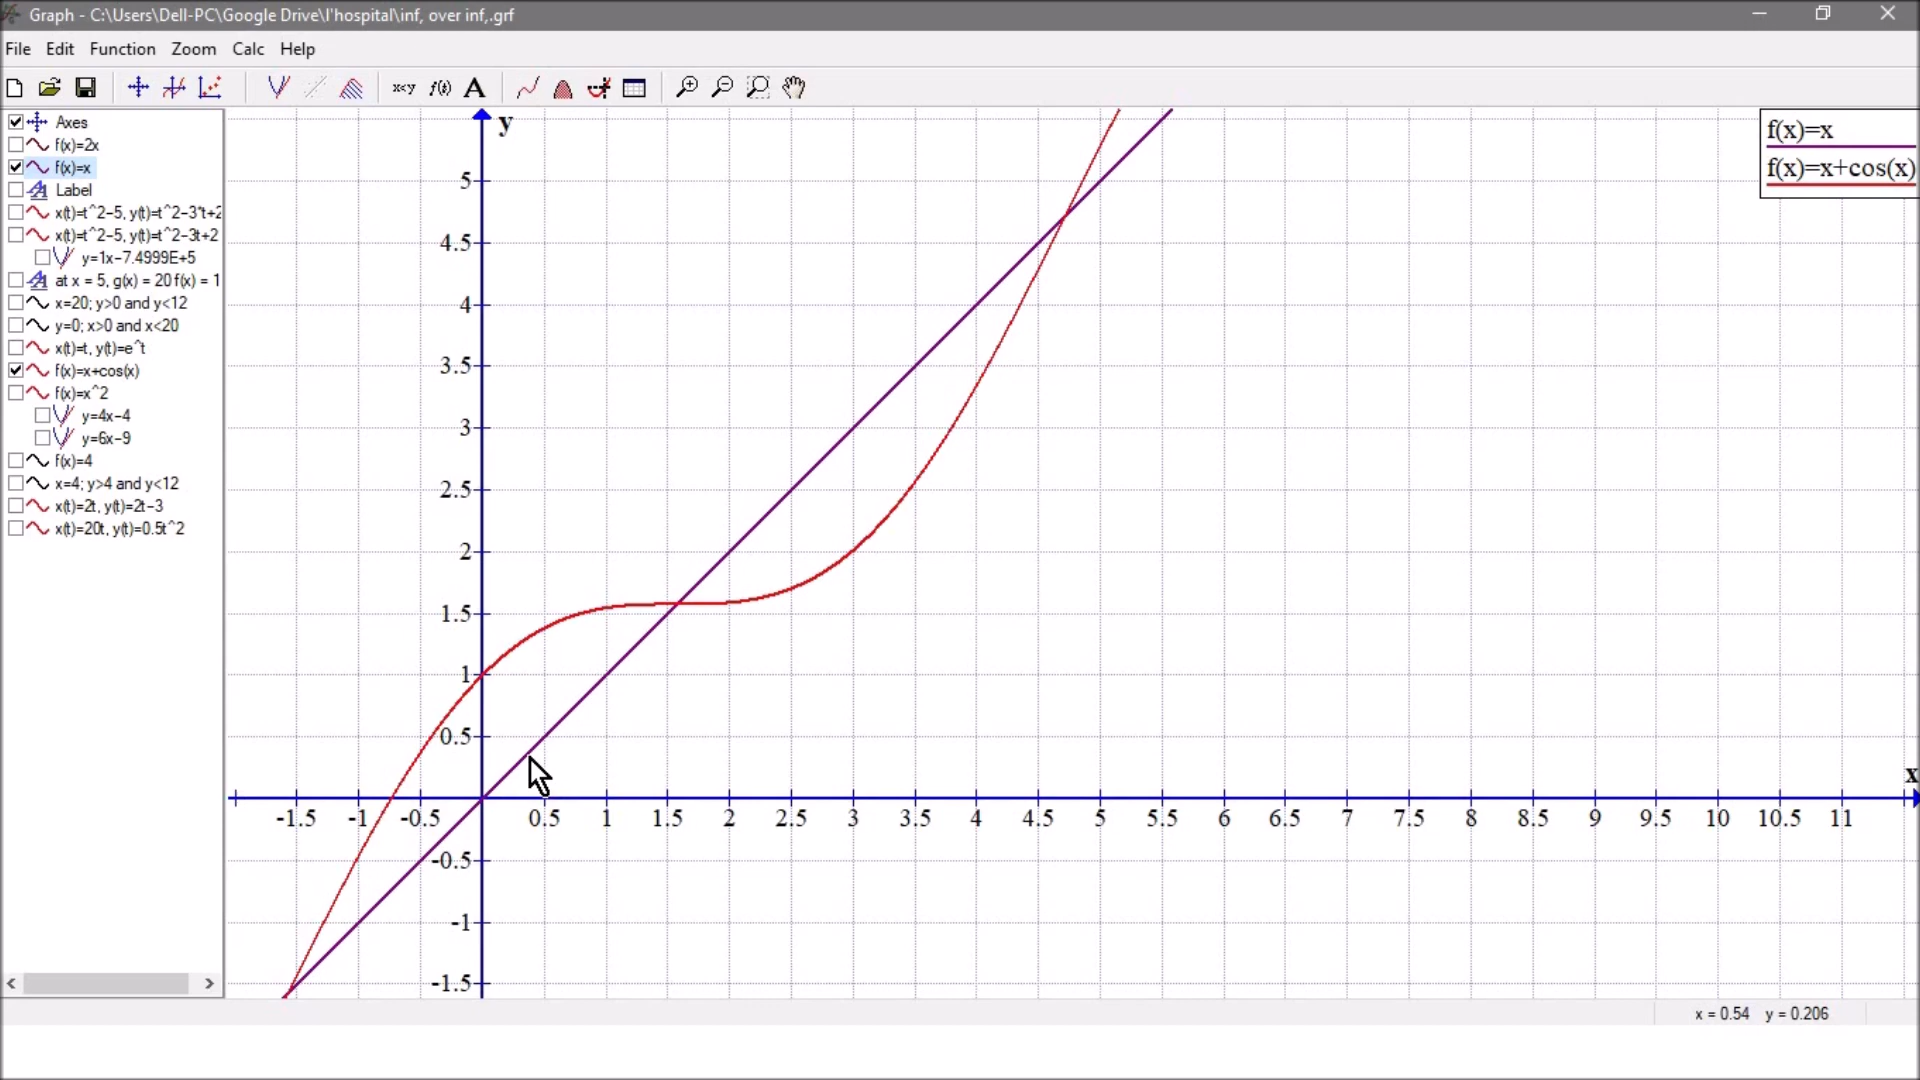 Graph - C:\Users\Dell-PC\Google Drive\l'hospital\inf, over inf,.grf
File Edit Function Zoom Calc Help
x<y f(x) A
Axes
f(x)=2x
f(x)=x
Label
x(t)=t^2-5, y(t)=t^2-3*t+2
x(t)=t^2-5, y(t)=t^2-3t+2
y=1x-7.4999E+5
at x = 5, g(x) = 20 f(x) = 1
x=20; y>0 and y<12
y=0; x>0 and x<20
x(t)=t, y(t)=e^t
f(x)=x+cos(x)
f(x)=x^2
y=4x-4
y=6x-9
f(x)=4
x=4; y>4 and y<12
x(t)=2t, y(t)=2t-3
x(t)=20t, y(t)=0.5t^2
y
f(x)=x
f(x)=x+cos(x)
5
4.5
4
3.5
3
2.5
2
1.5
1
0.5
x
-1.5 -1 -0.5 0.5 1 1.5 2 2.5 3 3.5 4 4.5 5 5.5 6 6.5 7 7.5 8 8.5 9 9.5 10 10.5 11
-0.5
-1
-1.5
x = 0.54 y = 0.206